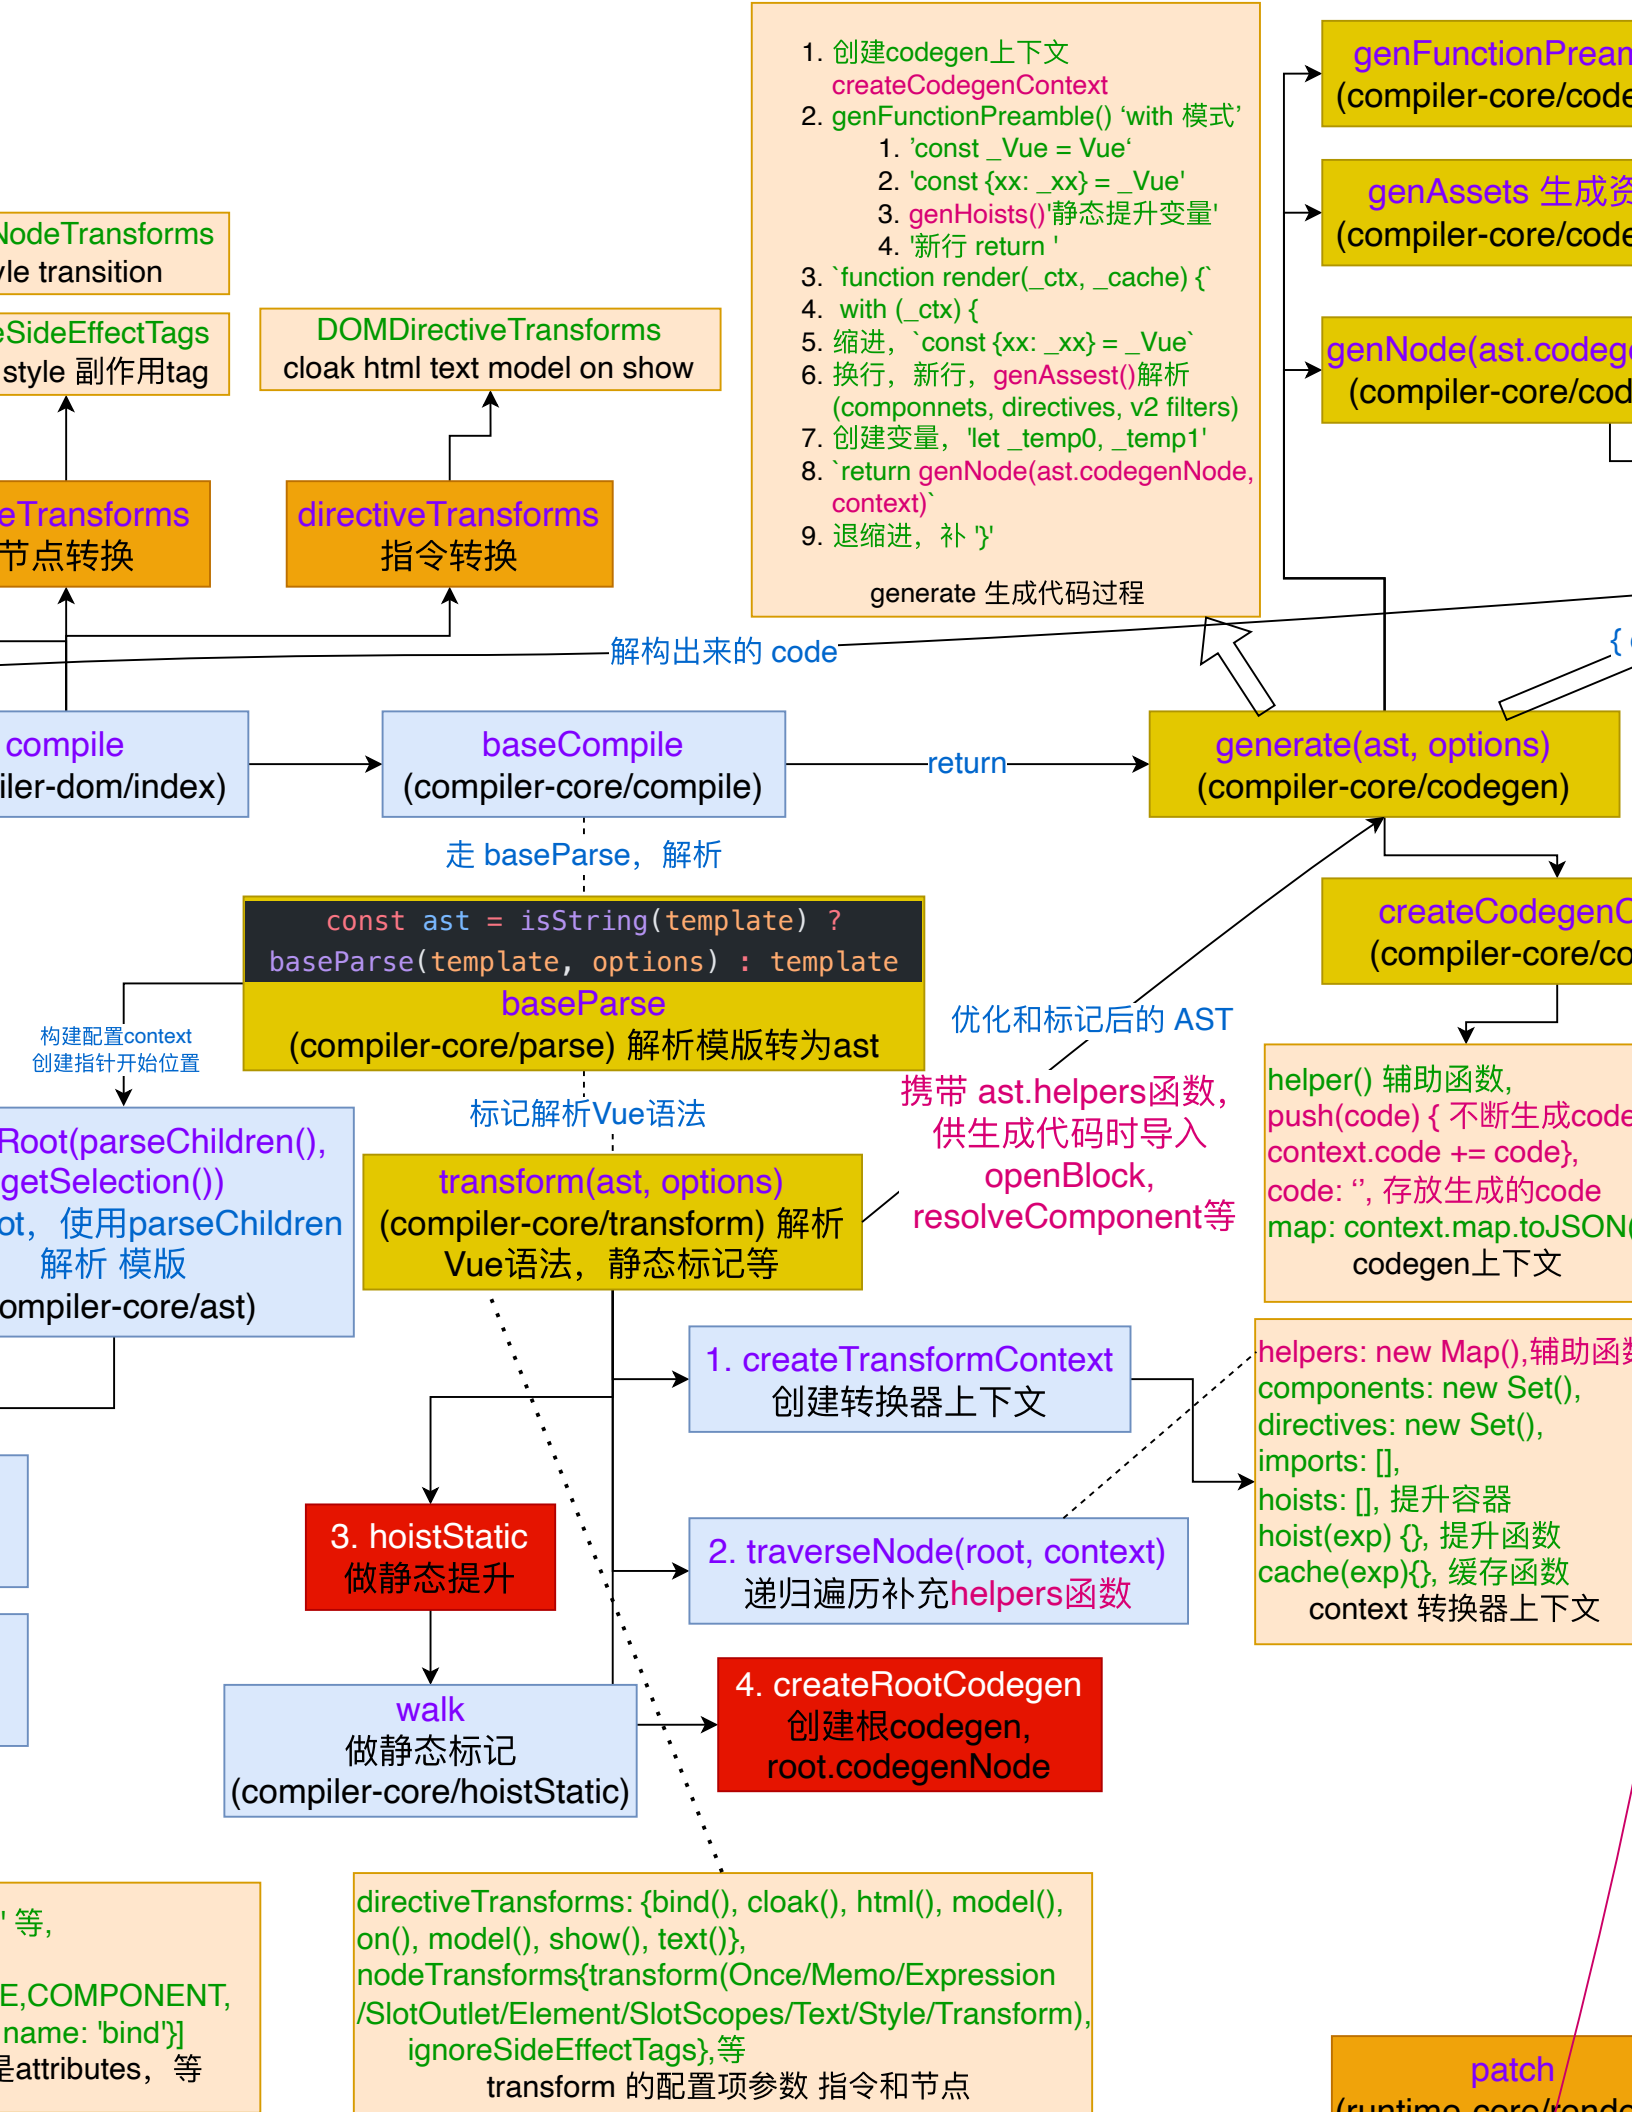 1. 创建codegen上下文
createCodegenContext
2. genFunctionPreamble() ‘with 模式’
1. ’const _Vue = Vue‘
2. 'const {xx: _xx} = _Vue'
3. genHoists()'静态提升变量'
4. '新行 return '
3. `function render(_ctx, _cache) {`
4. with (_ctx) {
5. 缩进，`const {xx: _xx} = _Vue`
6. 换行，新行，genAssest()解析
(componnets, directives, v2 filters)
7. 创建变量，'let _temp0, _temp1'
8. `return genNode(ast.codegenNode,
context)`
9. 退缩进，补 '}'
generate 生成代码过程
genFunctionPream
(compiler-core/code
genAssets 生成资
(compiler-core/code
genNode(ast.codege
(compiler-core/cod
NodeTransforms
yle transition
eSideEffectTags
style 副作用tag
DOMDirectiveTransforms
cloak html text model on show
eTransforms
节点转换
directiveTransforms
指令转换
解构出来的 code
{
compile
iler-dom/index)
baseCompile
(compiler-core/compile)
return
generate(ast, options)
(compiler-core/codegen)
走 baseParse，解析
const ast = isString(template) ?
baseParse(template, options) : template
baseParse
(compiler-core/parse) 解析模版转为ast
createCodegenC
(compiler-core/co
构建配置context
创建指针开始位置
优化和标记后的 AST
携带 ast.helpers函数，
供生成代码时导入
openBlock,
resolveComponent等
标记解析Vue语法
Root(parseChildren(),
getSelection())
ot，使用parseChildren
解析 模版
ompiler-core/ast)
transform(ast, options)
(compiler-core/transform) 解析
Vue语法，静态标记等
helper() 辅助函数,
push(code) { 不断生成code
context.code += code},
code: ‘’, 存放生成的code
map: context.map.toJSON(
codegen上下文
1. createTransformContext
创建转换器上下文
helpers: new Map(),辅助函数
components: new Set(),
directives: new Set(),
imports: [],
hoists: [], 提升容器
hoist(exp) {}, 提升函数
cache(exp){}, 缓存函数
context 转换器上下文
3. hoistStatic
做静态提升
2. traverseNode(root, context)
递归遍历补充helpers函数
walk
做静态标记
(compiler-core/hoistStatic)
4. createRootCodegen
创建根codegen,
root.codegenNode
' 等,
E,COMPONENT,
name: 'bind'}]
是attributes，等
directiveTransforms: {bind(), cloak(), html(), model(),
on(), model(), show(), text()},
nodeTransforms{transform(Once/Memo/Expression
/SlotOutlet/Element/SlotScopes/Text/Style/Transform),
ignoreSideEffectTags},等
transform 的配置项参数 指令和节点
patch
(runtime-core/rende